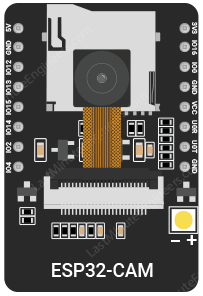 5V
GND
IO12
IO13
IO15
IO14
IO2
IO4
3V3
IO16
IO0
GND
VCC
U0R
U0T
GND
− +
ESP32-CAM